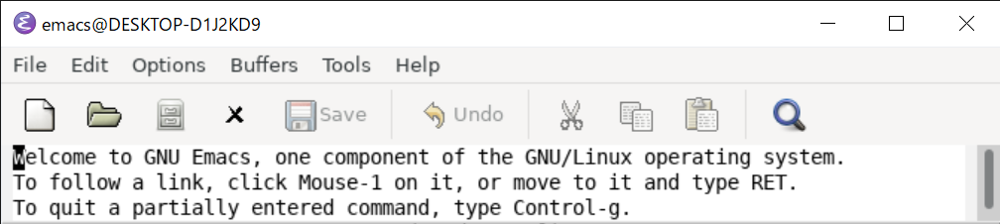 emacs@DESKTOP-D1J2KD9
File Edit Options Buffers Tools Help
Save Undo
Welcome to GNU Emacs, one component of the GNU/Linux operating system.
To follow a link, click Mouse-1 on it, or move to it and type RET.
To quit a partially entered command, type Control-g.